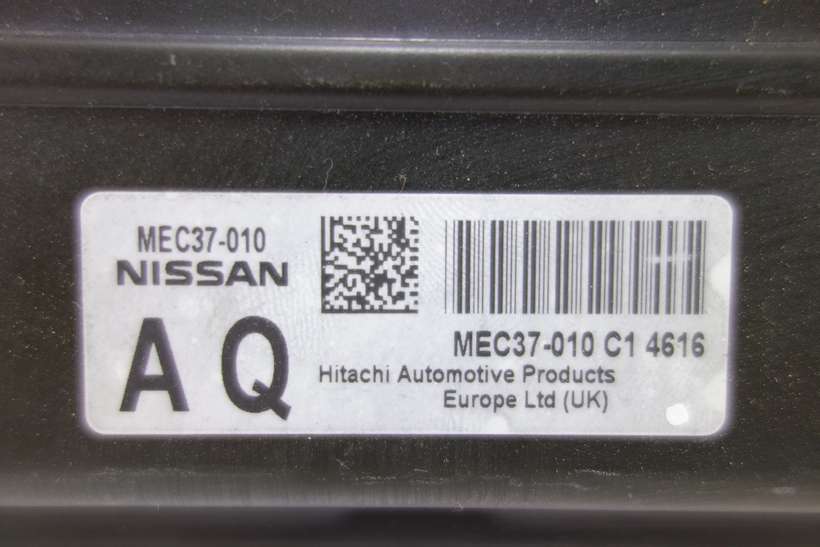 MEC37-010
NISSAN
A Q
MEC37-010 C1 4616
Hitachi Automotive Products
Europe Ltd (UK)